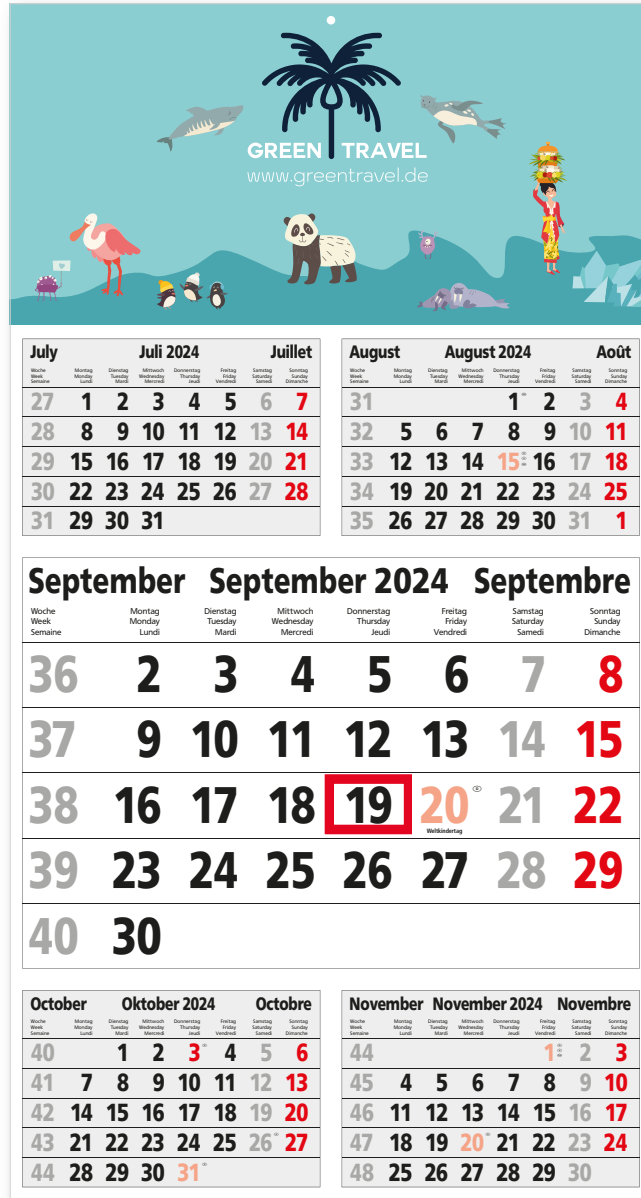 GREEN TRAVEL
www.greentravel.de
July Juli 2024 Juillet
Woche Montag Dienstag Mittwoch Donnerstag Freitag Samstag Sonntag
Week Monday Tuesday Wednesday Thursday Friday Saturday Sunday
Semaine Lundi Mardi Mercredi Jeudi Vendredi Samedi Dimanche
27 1 2 3 4 5 6 7
28 8 9 10 11 12 13 14
29 15 16 17 18 19 20 21
30 22 23 24 25 26 27 28
31 29 30 31
August August 2024 Août
Woche Montag Dienstag Mittwoch Donnerstag Freitag Samstag Sonntag
Week Monday Tuesday Wednesday Thursday Friday Saturday Sunday
Semaine Lundi Mardi Mercredi Jeudi Vendredi Samedi Dimanche
31 1 2 3 4
32 5 6 7 8 9 10 11
33 12 13 14 15 16 17 18
34 19 20 21 22 23 24 25
35 26 27 28 29 30 31 1
September September 2024 Septembre
Woche Montag Dienstag Mittwoch Donnerstag Freitag Samstag Sonntag
Week Monday Tuesday Wednesday Thursday Friday Saturday Sunday
Semaine Lundi Mardi Mercredi Jeudi Vendredi Samedi Dimanche
36 2 3 4 5 6 7 8
37 9 10 11 12 13 14 15
38 16 17 18 19 20 21 22
Weltkindertag
39 23 24 25 26 27 28 29
40 30
October Oktober 2024 Octobre
Woche Montag Dienstag Mittwoch Donnerstag Freitag Samstag Sonntag
Week Monday Tuesday Wednesday Thursday Friday Saturday Sunday
Semaine Lundi Mardi Mercredi Jeudi Vendredi Samedi Dimanche
40 1 2 3 4 5 6
41 7 8 9 10 11 12 13
42 14 15 16 17 18 19 20
43 21 22 23 24 25 26 27
44 28 29 30 31
November November 2024 Novembre
Woche Montag Dienstag Mittwoch Donnerstag Freitag Samstag Sonntag
Week Monday Tuesday Wednesday Thursday Friday Saturday Sunday
Semaine Lundi Mardi Mercredi Jeudi Vendredi Samedi Dimanche
44 1 2 3
45 4 5 6 7 8 9 10
46 11 12 13 14 15 16 17
47 18 19 20 21 22 23 24
48 25 26 27 28 29 30